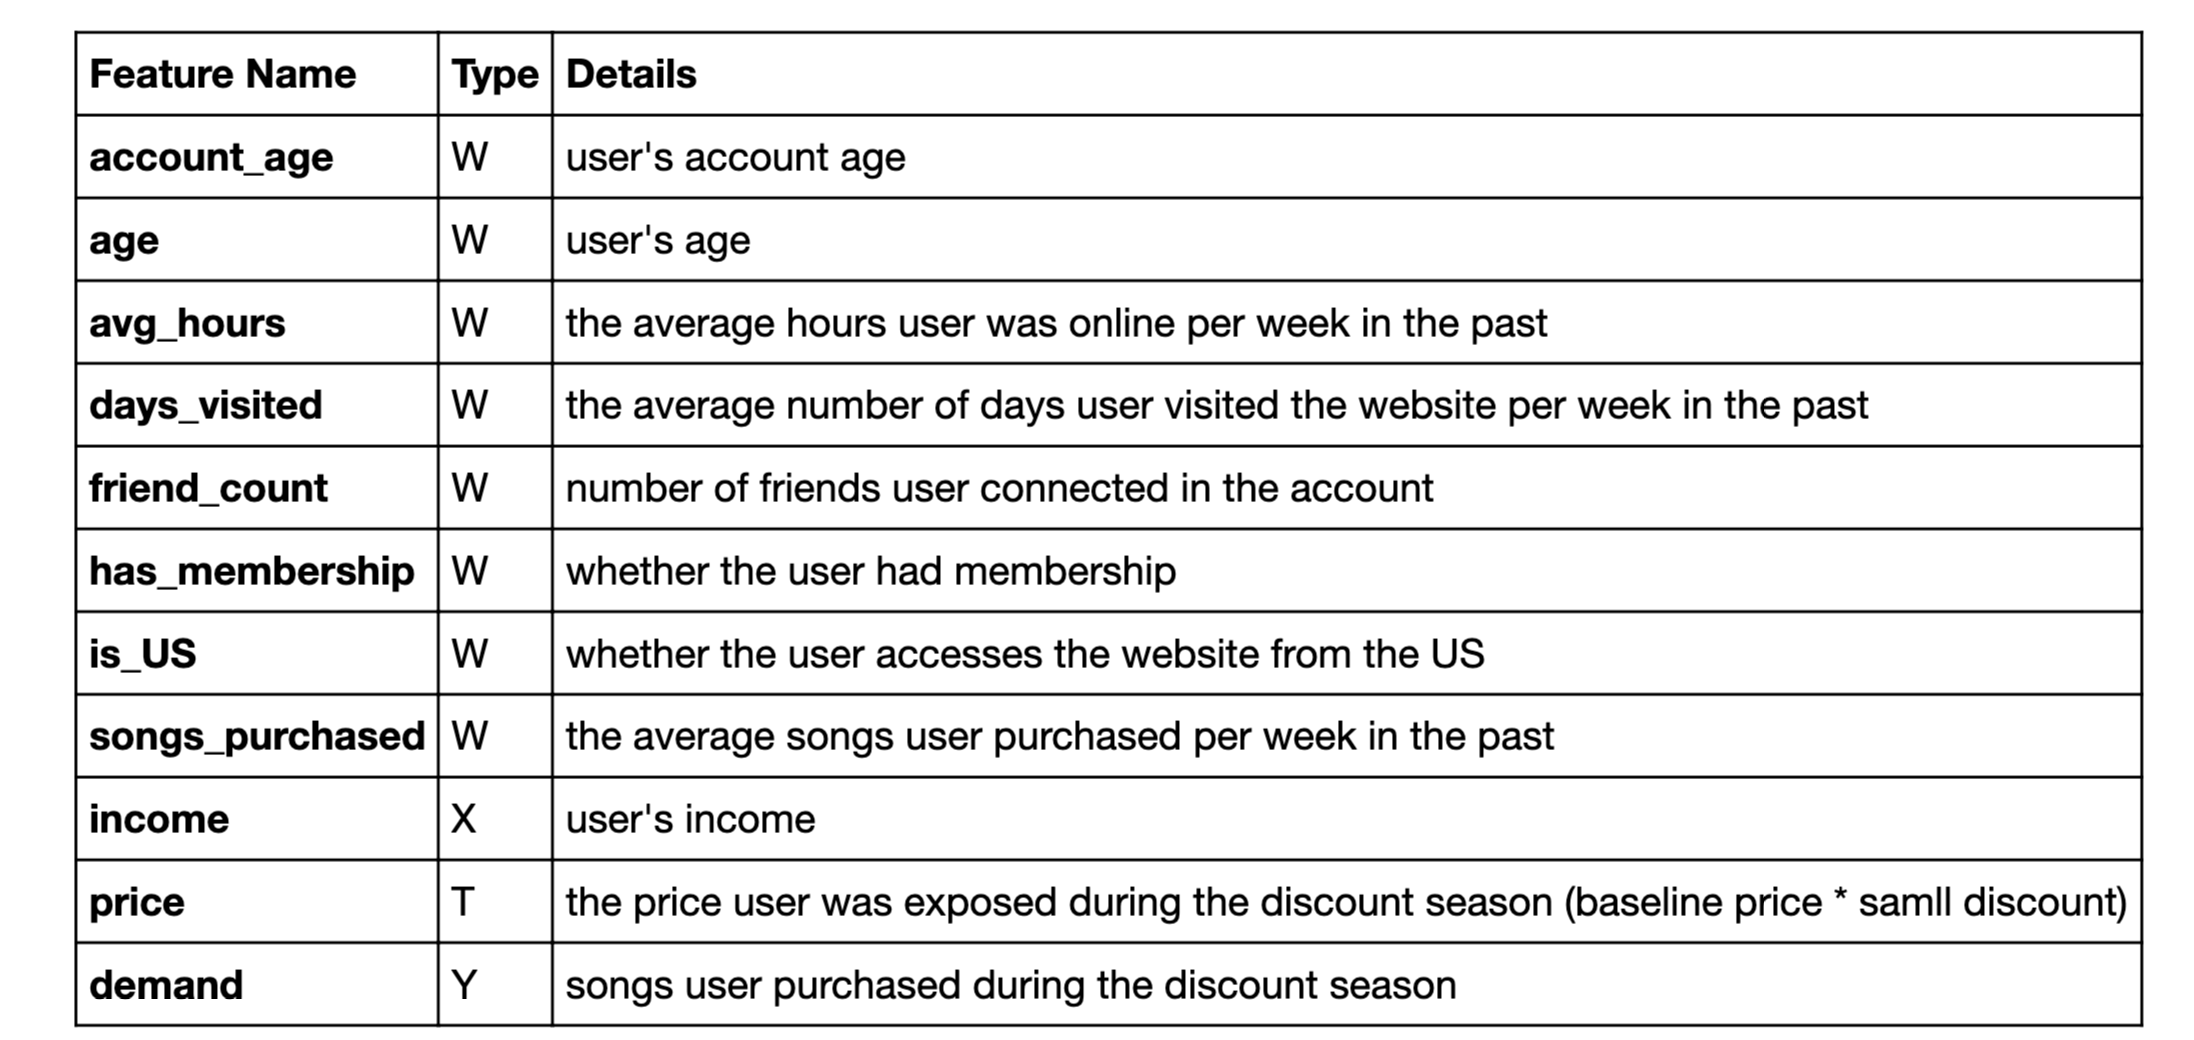 Feature Name Type Details
account_age W user's account age
age W user's age
avg_hours W the average hours user was online per week in the past
days_visited W the average number of days user visited the website per week in the past
friend_count W number of friends user connected in the account
has_membership W whether the user had membership
is_US W whether the user accesses the website from the US
songs_purchased W the average songs user purchased per week in the past
income X user's income
price T the price user was exposed during the discount season (baseline price * samll discount)
demand Y songs user purchased during the discount season